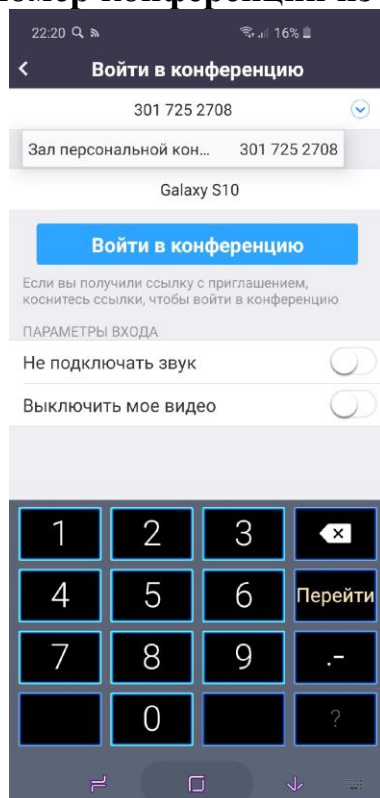 22:20 16%
Войти в конференцию
301 725 2708
Зал персональной кон... 301 725 2708
Galaxy S10
Войти в конференцию
Если вы получили ссылку с приглашением,
коснитесь ссылки, чтобы войти в конференцию
ПАРАМЕТРЫ ВХОДА
Не подключать звук
Выключить мое видео
1 2 3
4 5 6 Перейти
7 8 9 .-
0 ?